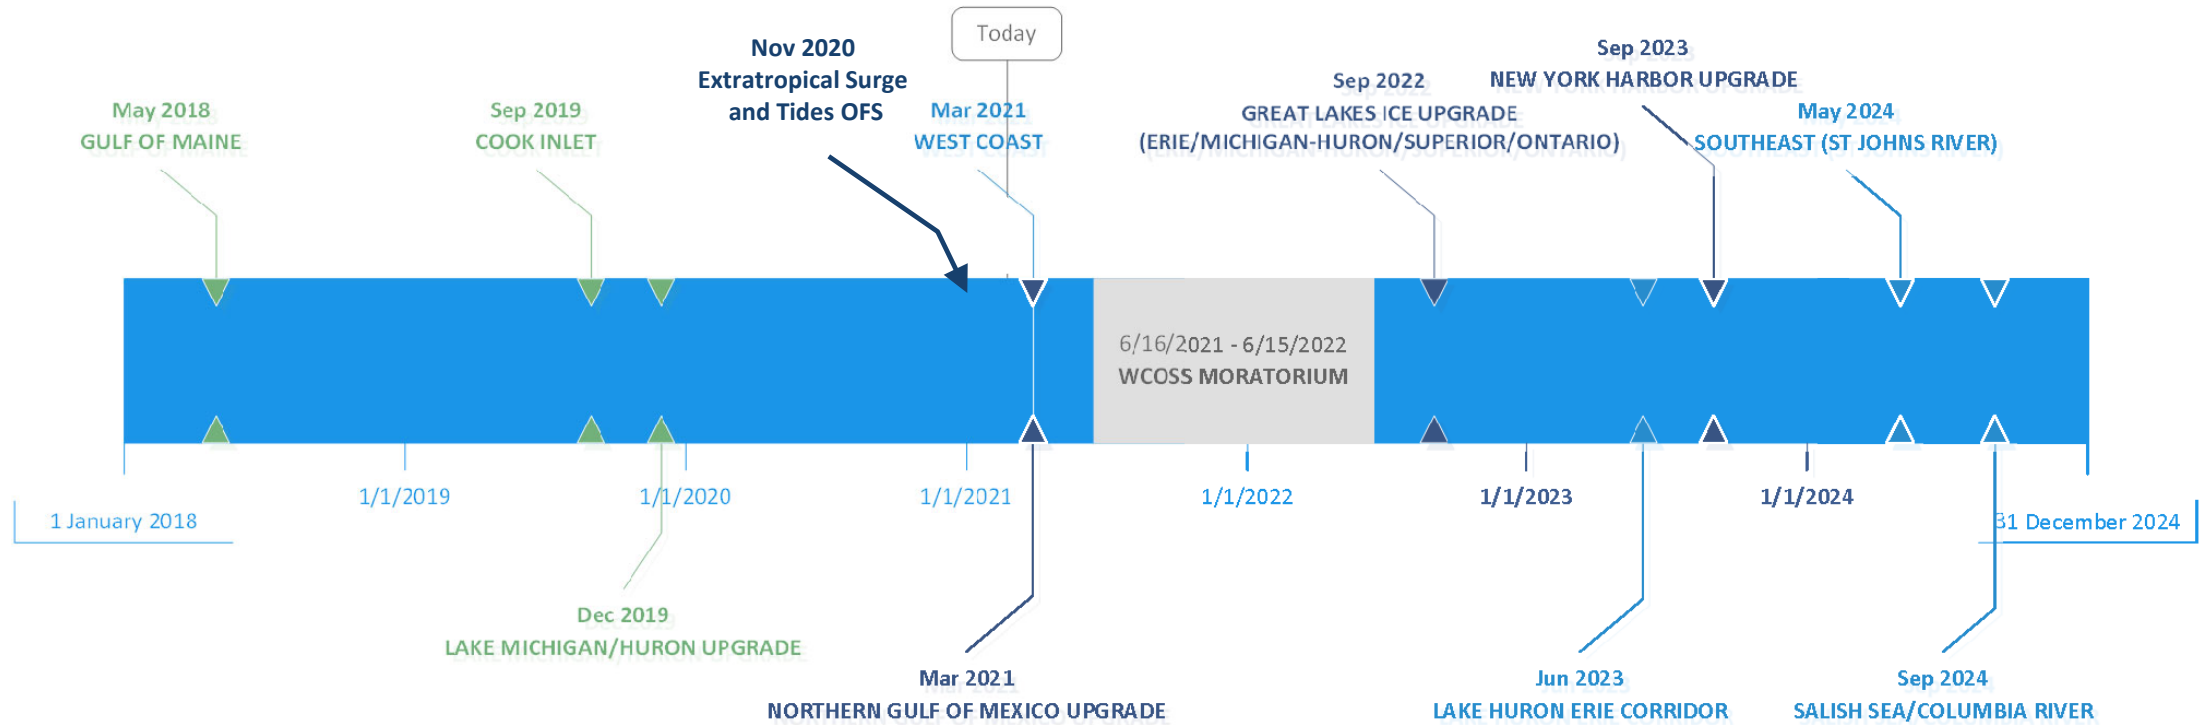 Today
Nov 2020
Extratropical Surge
and Tides OFS
May 2018
GULF OF MAINE
Sep 2019
COOK INLET
Mar 2021
WEST COAST
Sep 2022
GREAT LAKES ICE UPGRADE
(ERIE/MICHIGAN-HURON/SUPERIOR/ONTARIO)
Sep 2023
NEW YORK HARBOR UPGRADE
May 2024
SOUTHEAST (ST JOHNS RIVER)
6/16/2021 - 6/15/2022
WCOSS MORATORIUM
1 January 2018
1/1/2019
1/1/2020
1/1/2021
1/1/2022
1/1/2023
1/1/2024
31 December 2024
Dec 2019
LAKE MICHIGAN/HURON UPGRADE
Mar 2021
NORTHERN GULF OF MEXICO UPGRADE
Jun 2023
LAKE HURON ERIE CORRIDOR
Sep 2024
SALISH SEA/COLUMBIA RIVER